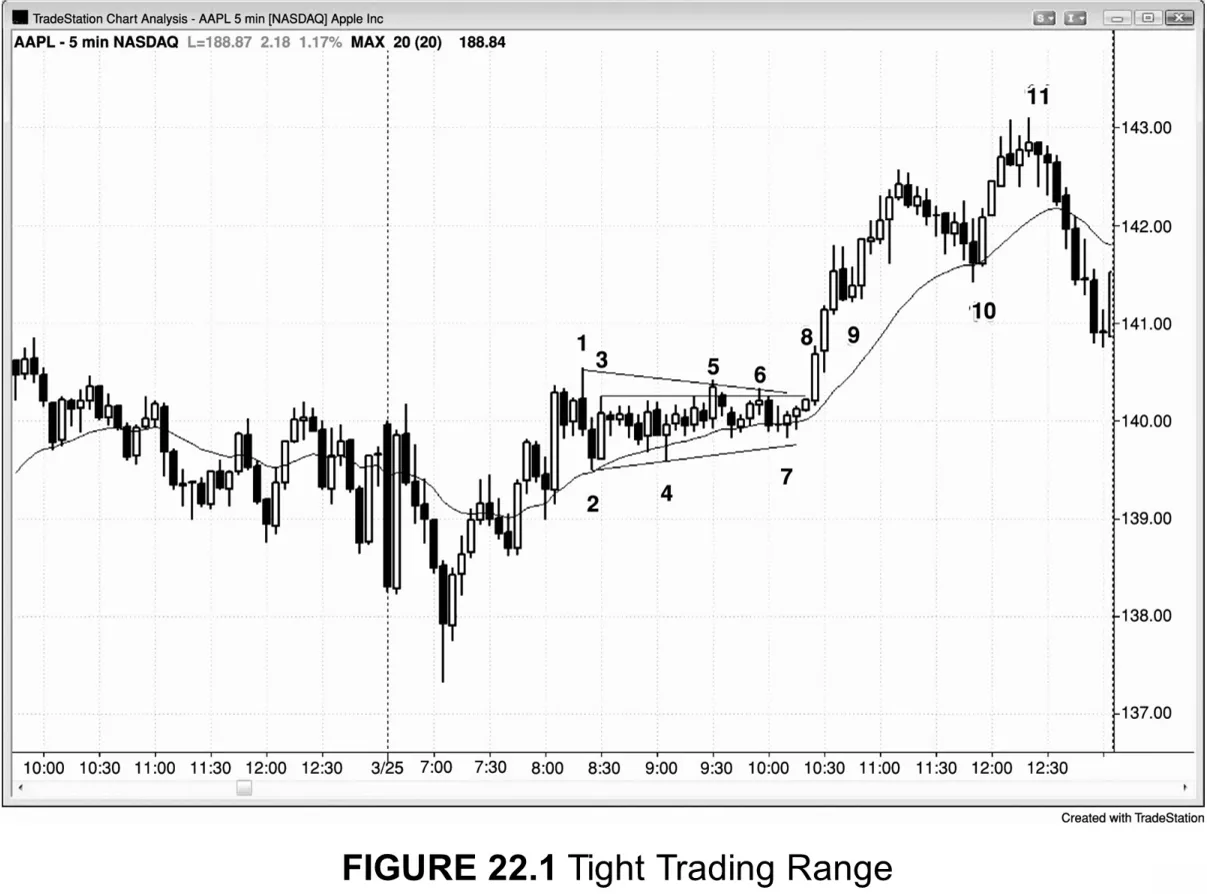 TradeStation Chart Analysis - AAPL 5 min [NASDAQ] Apple Inc
S I
AAPL - 5 min NASDAQ L=188.87 2.18 1.17% MAX 20 (20) 188.84
11
143.00
142.00
10
141.00
1 3 5 6 8 9
140.00
2 4 7
139.00
138.00
137.00
10:00 10:30 11:00 11:30 12:00 12:30 3/25 7:00 7:30 8:00 8:30 9:00 9:30 10:00 10:30 11:00 11:30 12:00 12:30
Created with TradeStation
FIGURE 22.1 Tight Trading Range